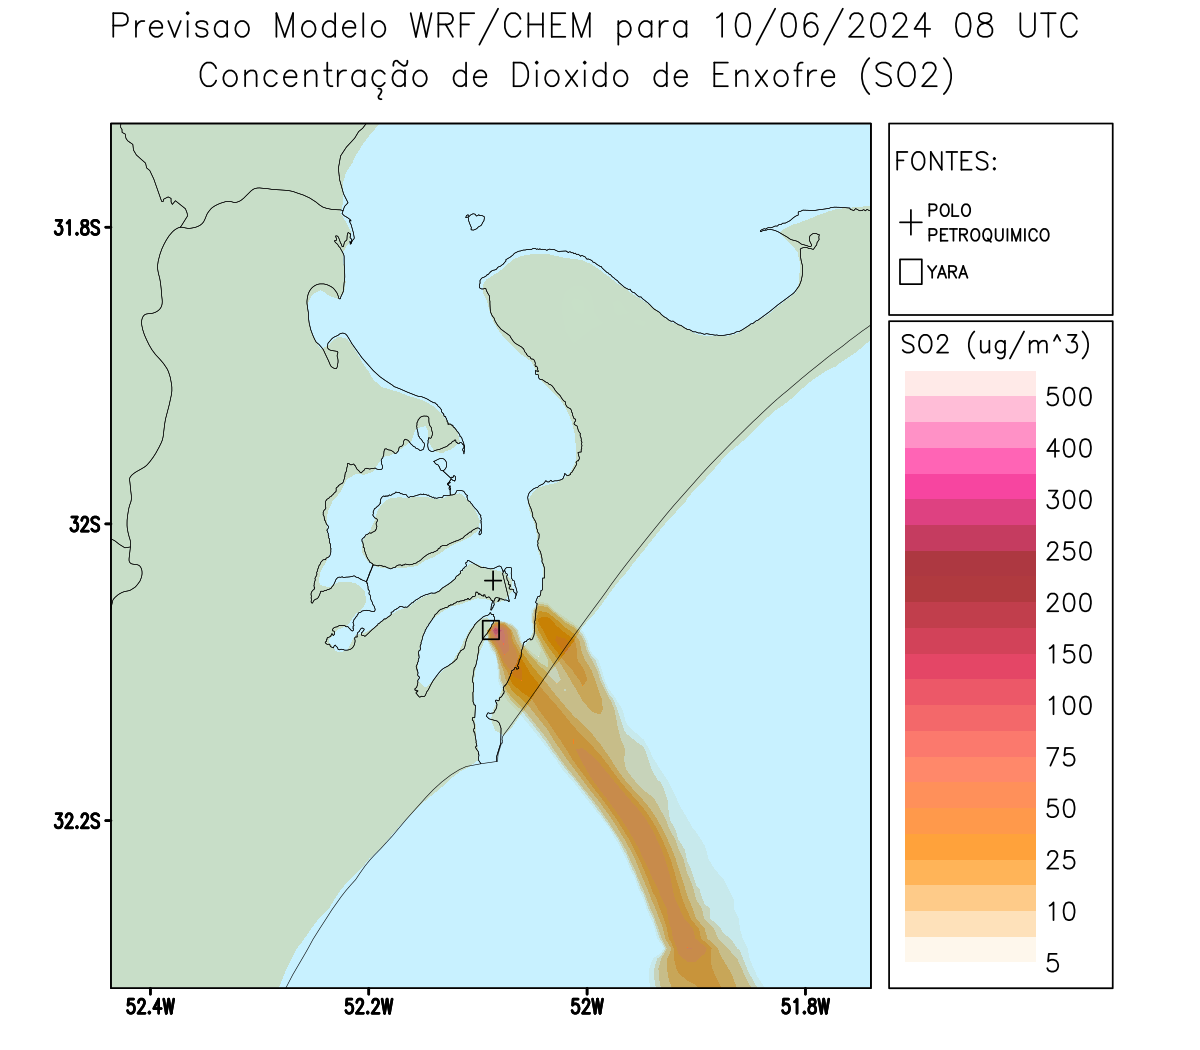 Previsao Modelo WRF/CHEM para 10/06/2024 08 UTC
Concentração de Dioxido de Enxofre (SO2)
FONTES:
POLO
PETROQUIMICO
YARA
31.8S
32S
32.2S
52.4W
52.2W
52W
51.8W
SO2 (ug/m^3)
500
400
300
250
200
150
100
75
50
25
10
5